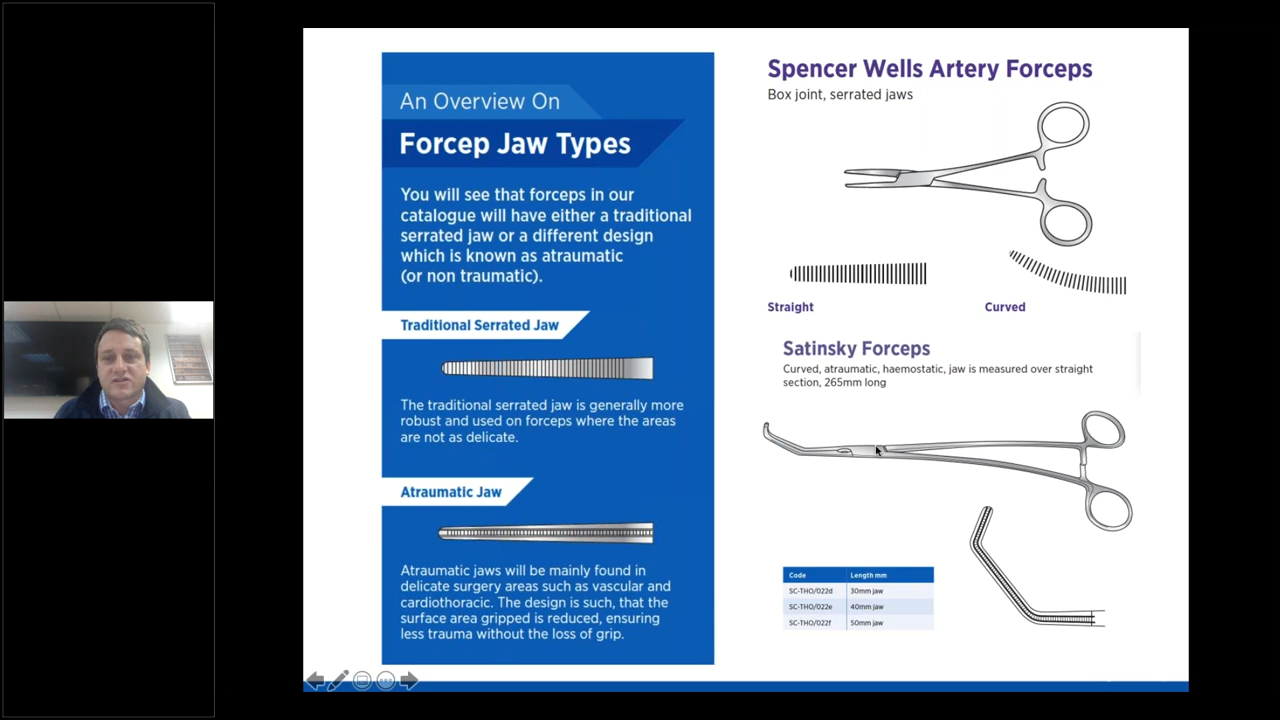 An Overview On
Forcep Jaw Types
You will see that forceps in our
catalogue will have either a traditional
serrated jaw or a different design
which is known as atraumatic
(or non traumatic).
Traditional Serrated Jaw
The traditional serrated jaw is generally more
robust and used on forceps where the areas
are not as delicate.
Atraumatic Jaw
Atraumatic jaws will be mainly found in
delicate surgery areas such as vascular and
cardiothoracic. The design is such, that the
surface area gripped is reduced, ensuring
less trauma without the loss of grip.
Spencer Wells Artery Forceps
Box joint, serrated jaws
Straight
Curved
Satinsky Forceps
Curved, atraumatic, haemostatic, jaw is measured over straight
section, 265mm long
Code Length mm
SC-THO/022d 30mm jaw
SC-THO/022e 40mm jaw
SC-THO/022f 50mm jaw